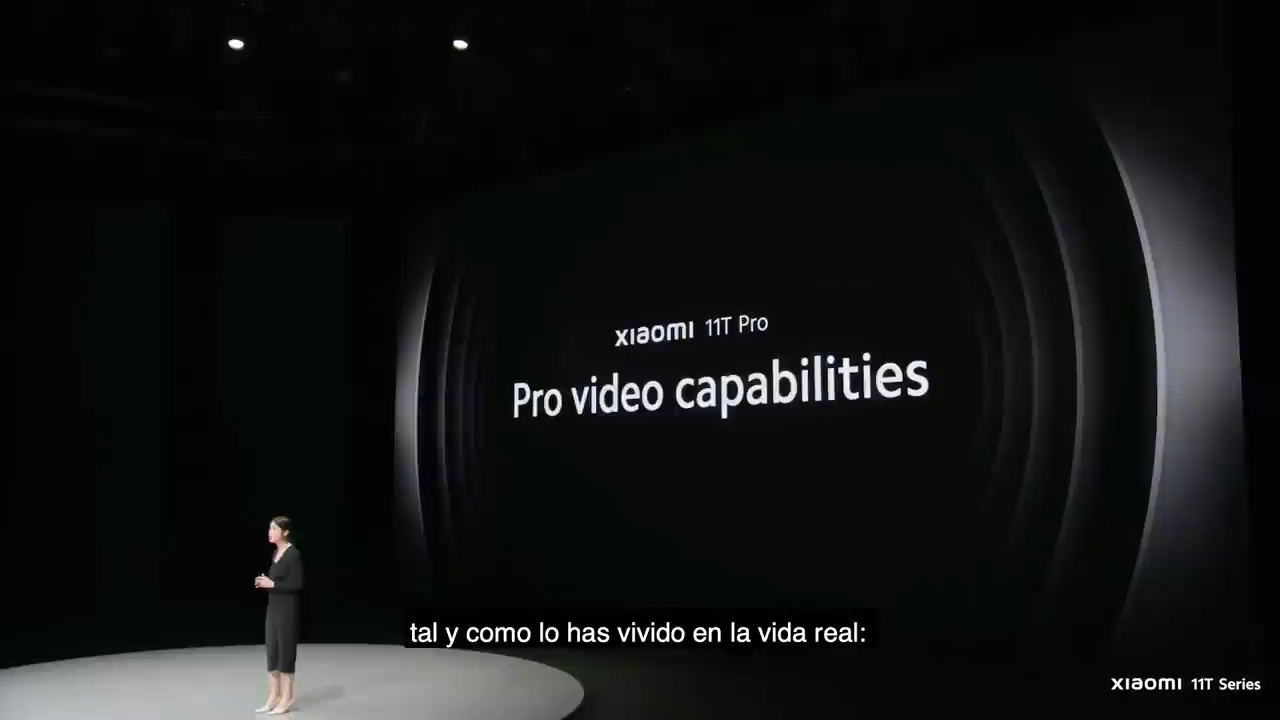 xiaomi 11T Pro
Pro video capabilities
tal y como lo has vivido en la vida real:
xiaomi 11T Series